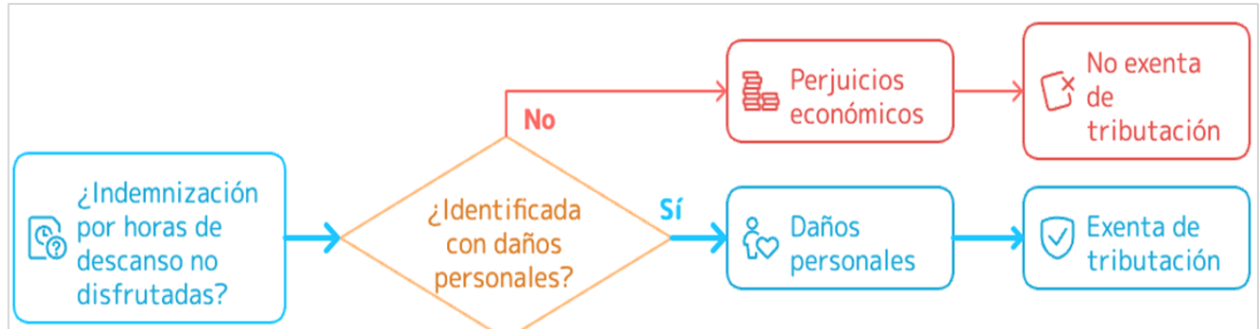 ¿Indemnización
por horas de
descanso no
disfrutadas?
¿Identificada
con daños
personales?
No
Perjuicios
económicos
No exenta
de
tributación
Sí
Daños
personales
Exenta de
tributación